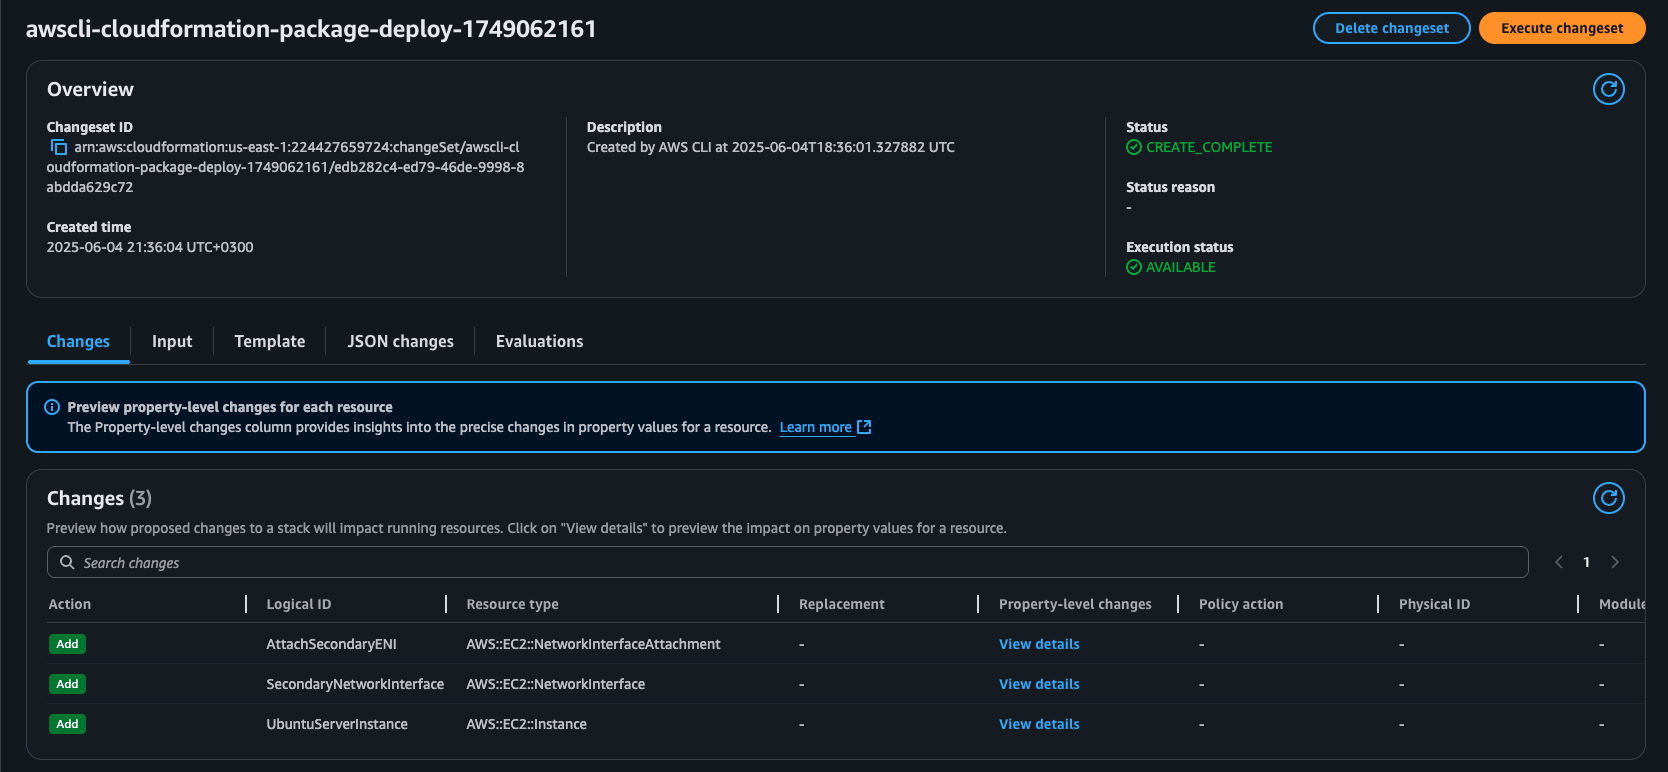 awscli-cloudformation-package-deploy-1749062161
Delete changeset
Execute changeset
Overview
Changeset ID
arn:aws:cloudformation:us-east-1:224427659724:changeSet/awscli-cl
oudformation-package-deploy-1749062161/edb282c4-ed79-46de-9998-8
abdda629c72
Created time
2025-06-04 21:36:04 UTC+0300
Description
Created by AWS CLI at 2025-06-04T18:36:01.327882 UTC
Status
CREATE_COMPLETE
Status reason
-
Execution status
AVAILABLE
Changes Input Template JSON changes Evaluations
Preview property-level changes for each resource
The Property-level changes column provides insights into the precise changes in property values for a resource. Learn more
Changes (3)
Preview how proposed changes to a stack will impact running resources. Click on "View details" to preview the impact on property values for a resource.
Search changes
1
Action Logical ID Resource type Replacement Property-level changes Policy action Physical ID Module
Add AttachSecondaryENI AWS::EC2::NetworkInterfaceAttachment - View details - - -
Add SecondaryNetworkInterface AWS::EC2::NetworkInterface - View details - - -
Add UbuntuServerInstance AWS::EC2::Instance - View details - - -